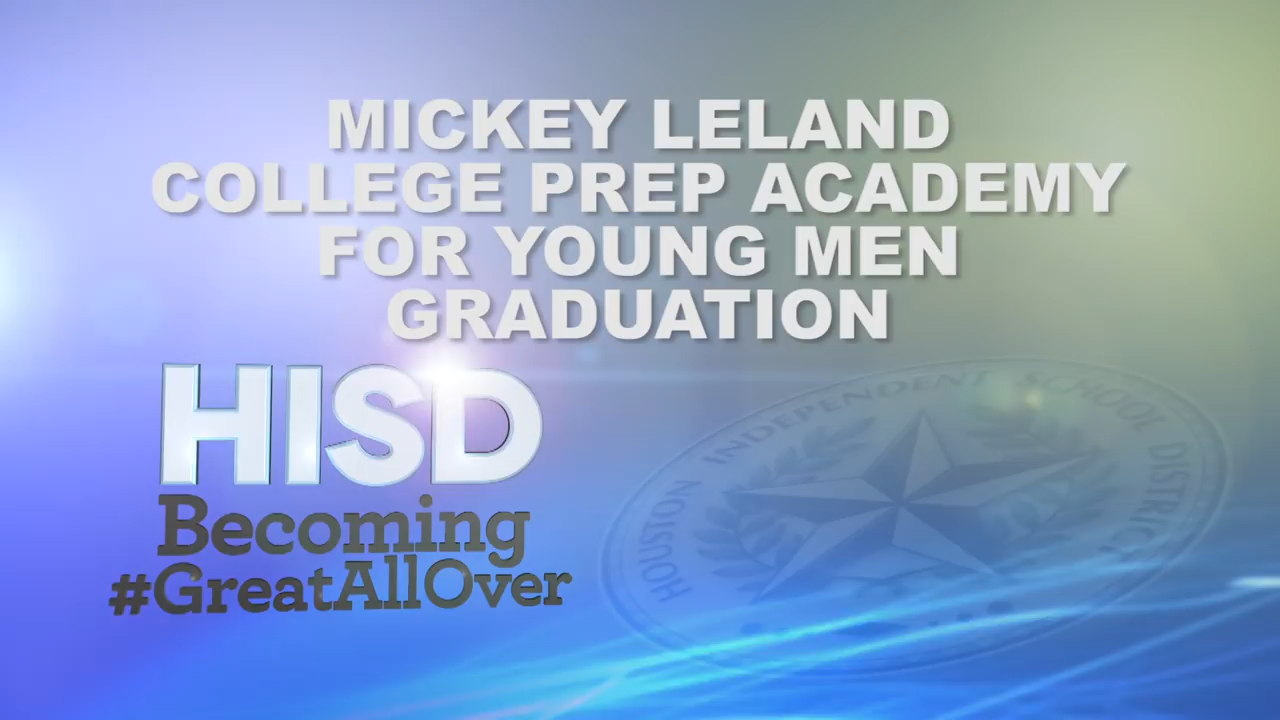 MICKEY LELAND
COLLEGE PREP ACADEMY
FOR YOUNG MEN
GRADUATION
HISD
Becoming
#GreatAllOver
HOUSTON INDEPENDENT SCHOOL DISTRICT